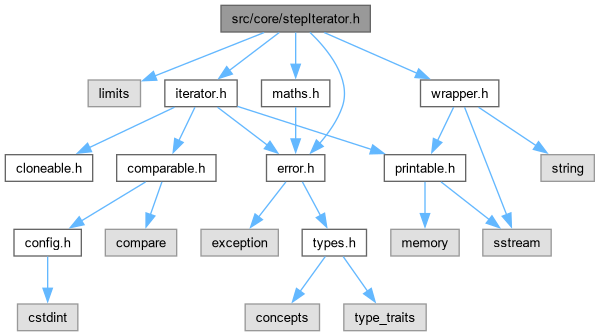 src/core/stepIterator.h
limits
iterator.h
maths.h
wrapper.h
cloneable.h
comparable.h
error.h
printable.h
string
config.h
compare
exception
types.h
memory
sstream
cstdint
concepts
type_traits